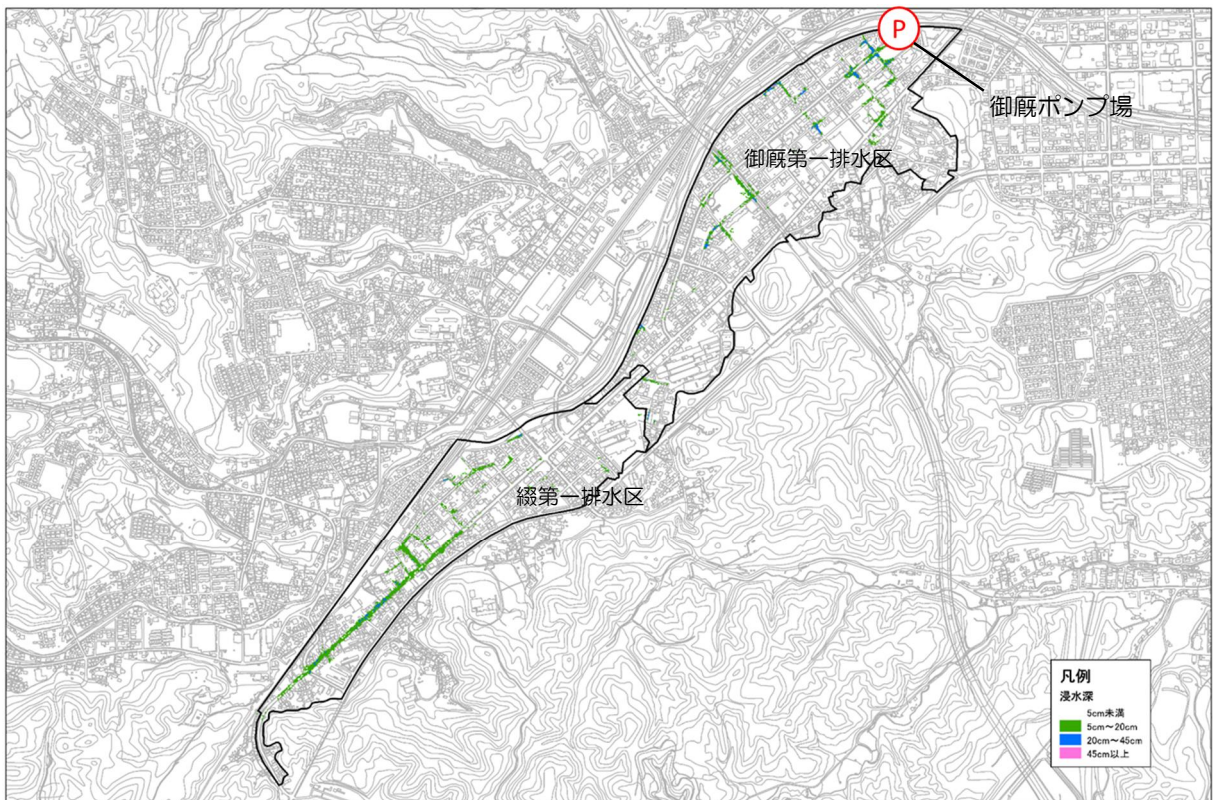 P
御厩ポンプ場
御厩第一排水区
綴第一排水区
凡例
浸水深
5cm未満
5cm～20cm
20cm～45cm
45cm以上